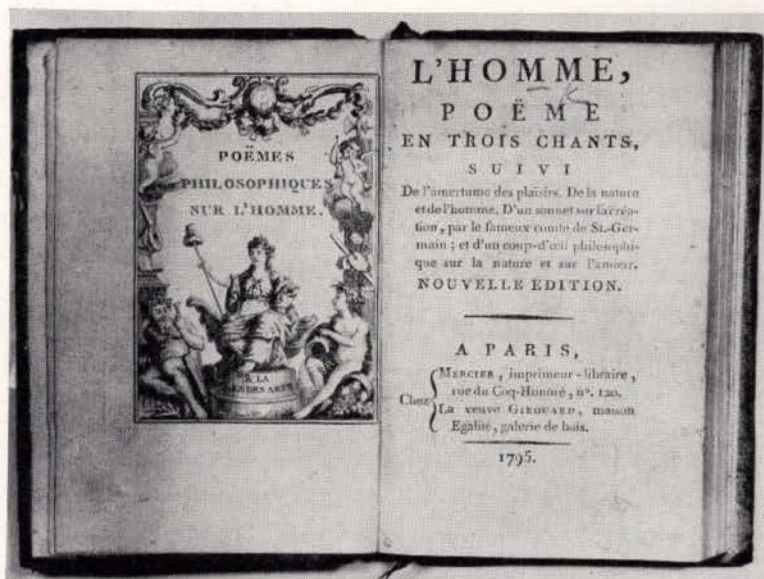 POËMES
PHILOSOPHIQUES
SUR L'HOMME.
A LA
DES ARTS
L'HOMME,
POËME
EN TROIS CHANTS,
SUIVI
De l'amertume des plaisirs. De la nature
et de l'homme. D'un sonnet sur la créa-
tion, par le fameux comte de St.-Ger-
main ; et d'un coup-d'œil philosophi-
que sur la nature et sur l'amour.
NOUVELLE EDITION.
A PARIS,
Chez
MERCIER, imprimeur-libraire,
rue du Coq-Honoré, n°. 120.
La veuve GIROUARD, maison
Egalité, galerie de bois.
1795.